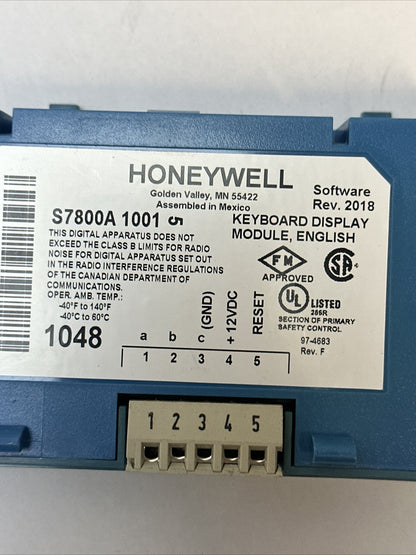 HONEYWELL
Golden Valley, MN 55422
Assembled in Mexico
Software
Rev. 2018
S7800A 1001 5
KEYBOARD DISPLAY
MODULE, ENGLISH
THIS DIGITAL APPARATUS DOES NOT
EXCEED THE CLASS B LIMITS FOR RADIO
NOISE FOR DIGITAL APPARATUS SET OUT
IN THE RADIO INTERFERENCE REGULATIONS
OF THE CANADIAN DEPARTMENT OF
COMMUNICATIONS.
OPER. AMB. TEMP.:
-40°F to 140°F
-40°C to 60°C
FM
APPROVED
SA
UL LISTED
265R
SECTION OF PRIMARY
SAFETY CONTROL
97-4683
Rev. F
1048
a b c (GND) +12VDC RESET
1 2 3 4 5
1 2 3 4 5